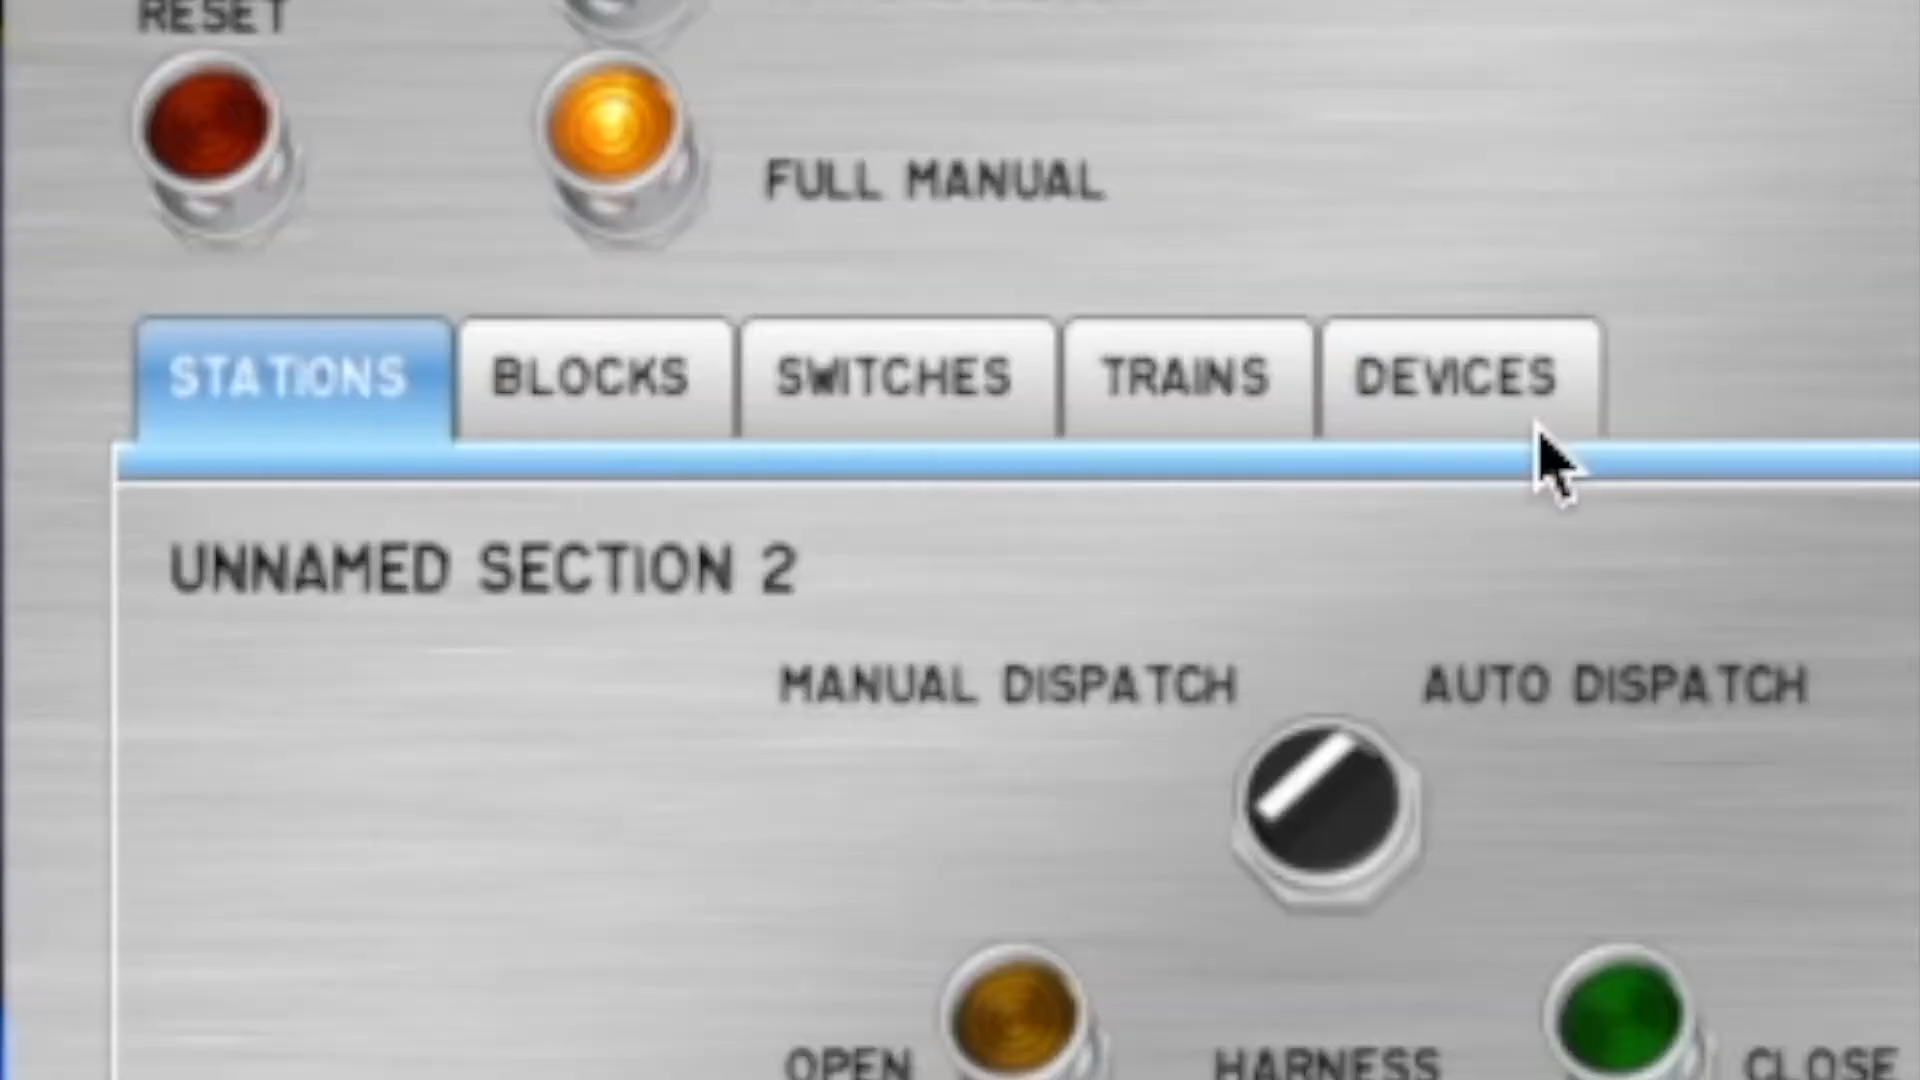 RESET
FULL MANUAL
STATIONS BLOCKS SWITCHES TRAINS DEVICES
UNNAMED SECTION 2
MANUAL DISPATCH AUTO DISPATCH
OPEN HARNESS CLOSE